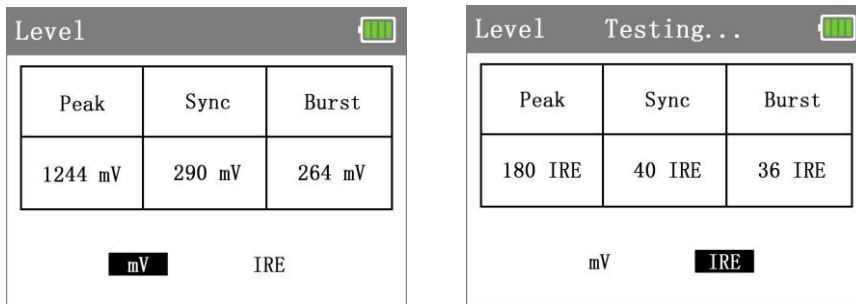 Level
Peak Sync Burst
1244 mV 290 mV 264 mV
mV IRE
Level Testing...
Peak Sync Burst
180 IRE 40 IRE 36 IRE
mV IRE